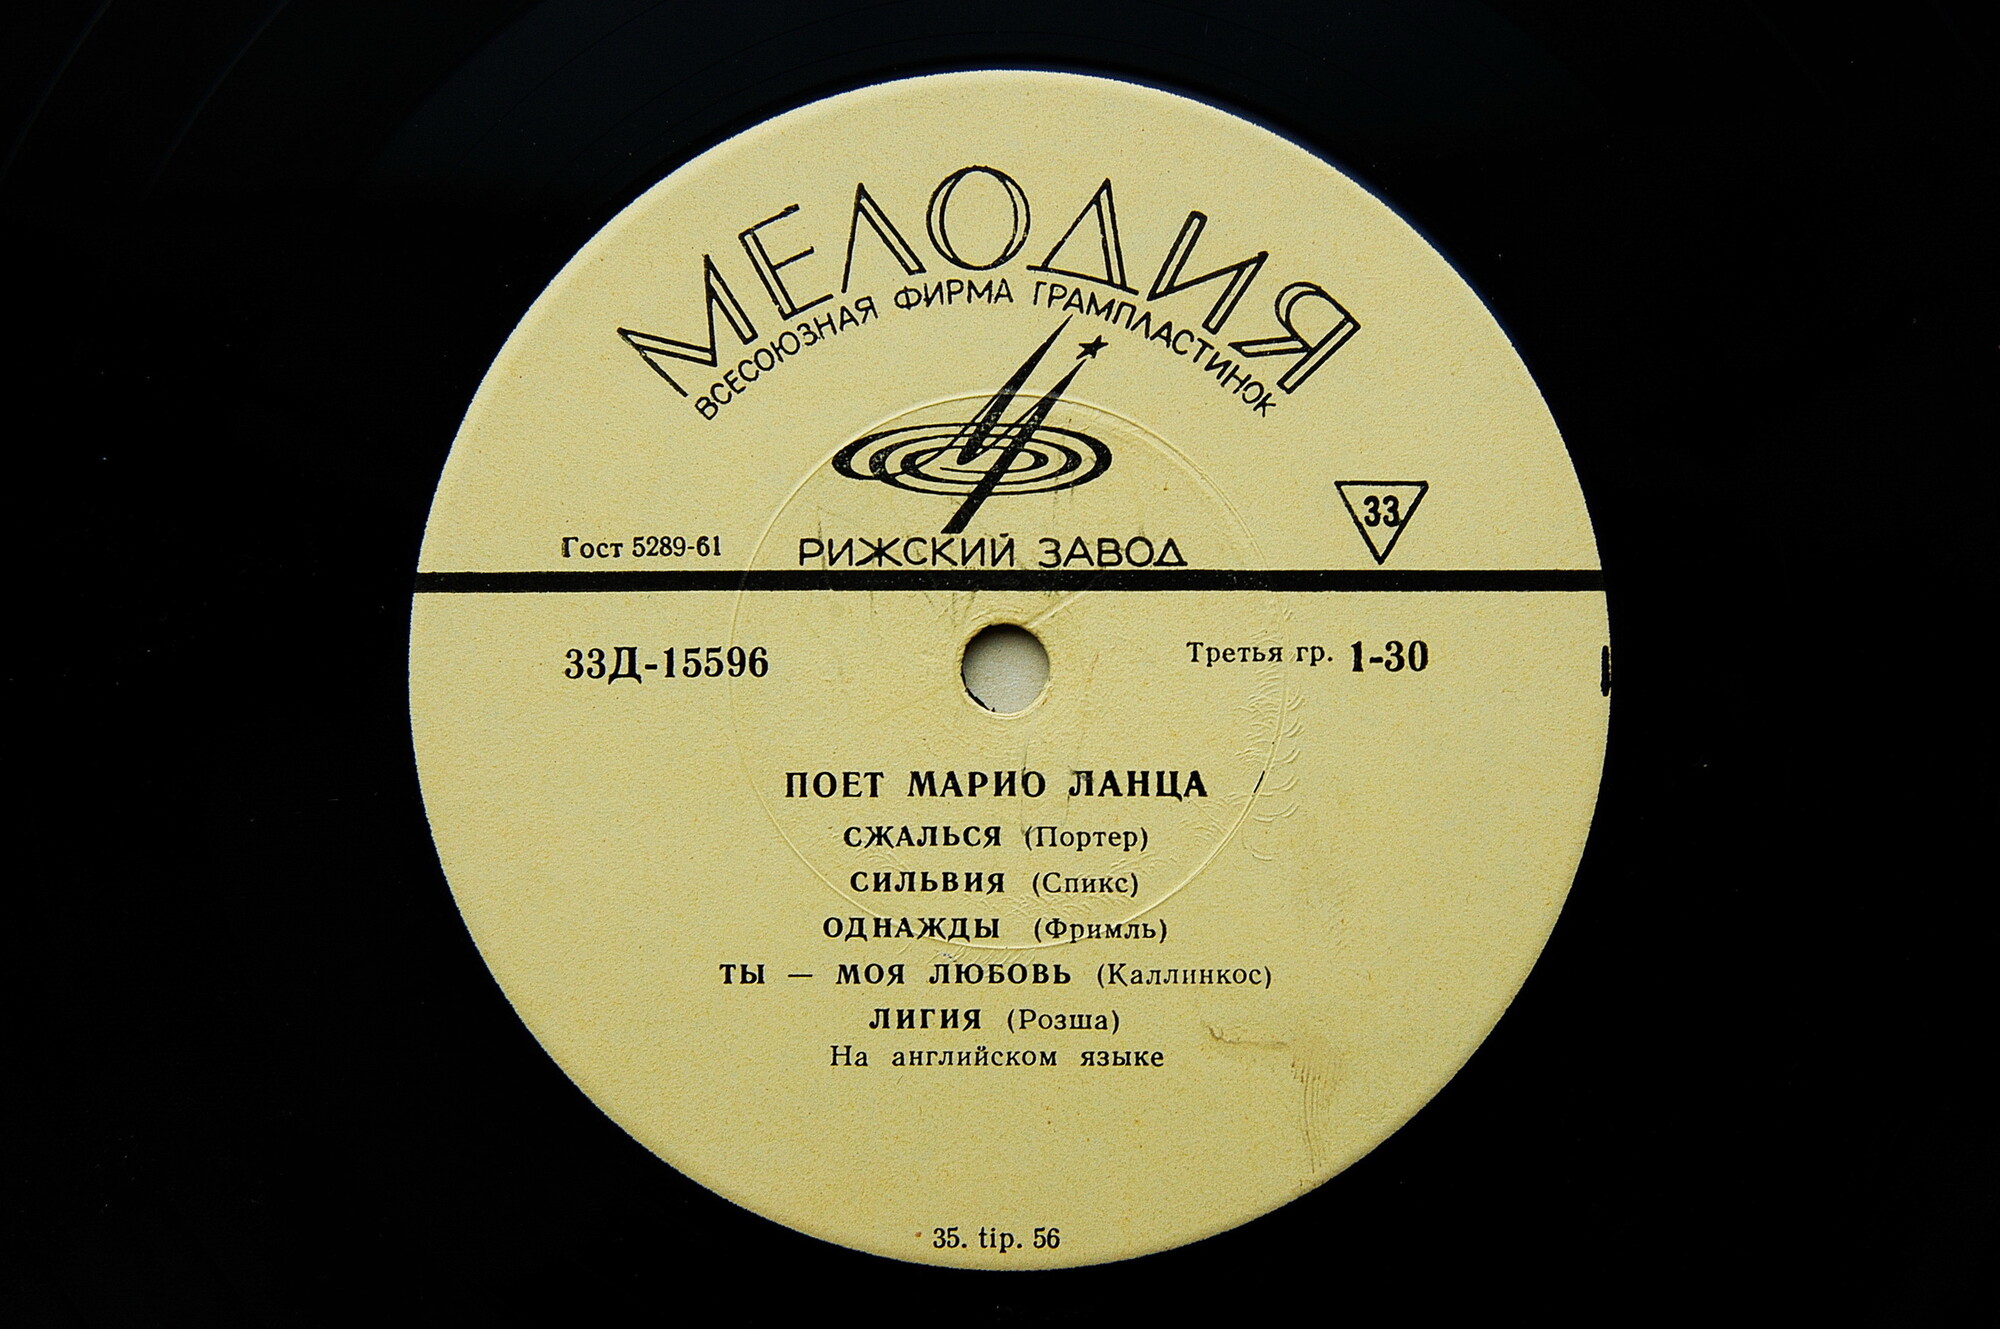 МЕЛОДИЯ
ВСЕСОЮЗНАЯ ФИРМА ГРАМПЛАСТИНОК
33
Гост 5289-61
РИЖСКИЙ ЗАВОД
33Д-15596
Третья гр. 1-30
ПОЕТ МАРИО ЛАНЦА
СЖАЛЬСЯ (Портер)
СИЛЬВИЯ (Спикс)
ОДНАЖДЫ (Фримль)
ТЫ — МОЯ ЛЮБОВЬ (Каллинкос)
ЛИГИЯ (Розша)
На английском языке
35. tip. 56